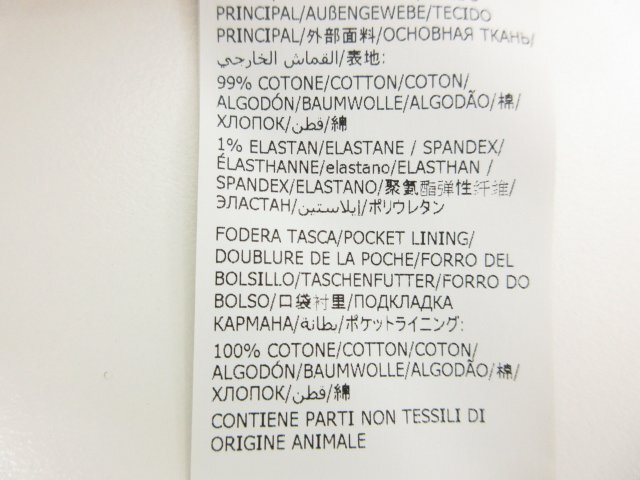 PRINCIPAL/AUßENGEWEBE/TECIDO
PRINCIPAL/外部面料/ОСНОВНАЯ ТКАНЬ/
القماش الخارجي/表地:
99% COTONE/COTTON/COTON/
ALGODÓN/BAUMWOLLE/ALGODÃO/棉/
ХЛОПОК/قطن/綿
1% ELASTAN/ELASTANE / SPANDEX/
ÉLASTHANNE/elastano/ELASTHAN /
SPANDEX/ELASTANO/聚氨酯弹性纤维/
ЭЛАСТАН/إيلاستين/ポリウレタン
FODERA TASCA/POCKET LINING/
DOUBLURE DE LA POCHE/FORRO DEL
BOLSILLO/TASCHENFUTTER/FORRO DO
BOLSO/口袋衬里/ПОДКЛАДКА
КАРМАНА/بطانة/ポケットライニング:
100% COTONE/COTTON/COTON/
ALGODÓN/BAUMWOLLE/ALGODÃO/棉/
ХЛОПОК/قطن/綿
CONTIENE PARTI NON TESSILI DI
ORIGINE ANIMALE